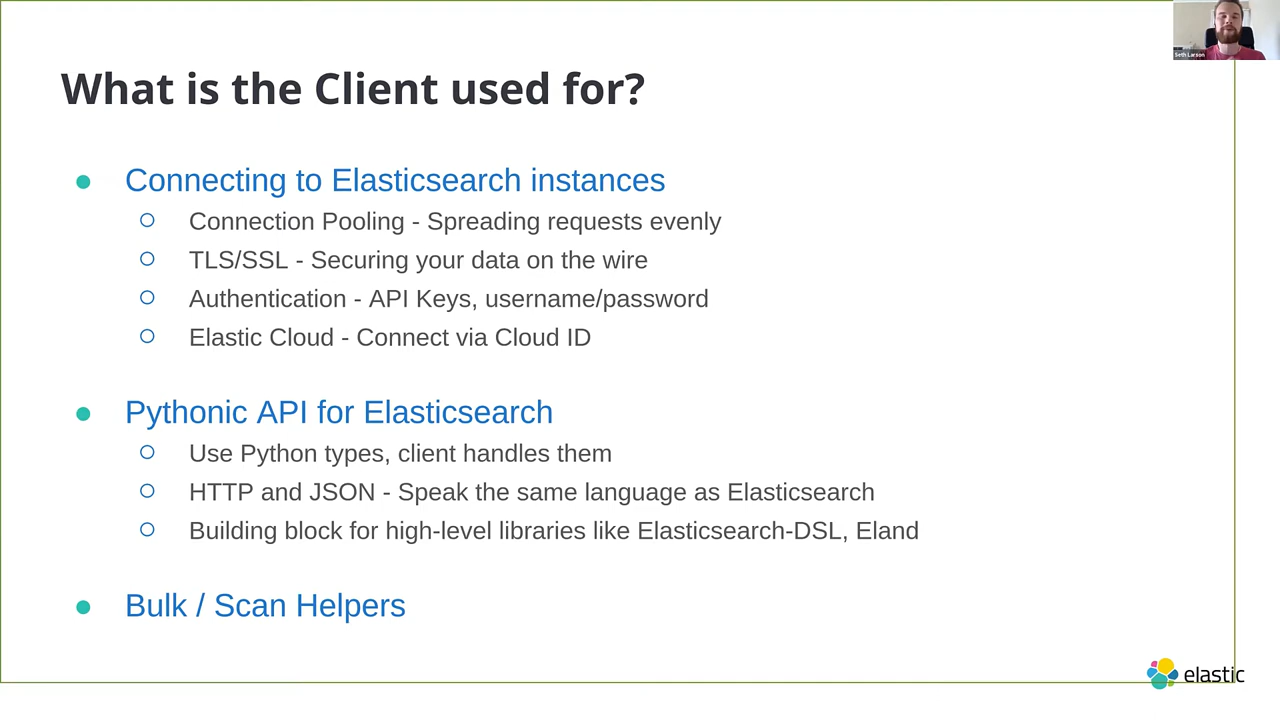 Seth Larson
What is the Client used for?
Connecting to Elasticsearch instances
Connection Pooling - Spreading requests evenly
TLS/SSL - Securing your data on the wire
Authentication - API Keys, username/password
Elastic Cloud - Connect via Cloud ID
Pythonic API for Elasticsearch
Use Python types, client handles them
HTTP and JSON - Speak the same language as Elasticsearch
Building block for high-level libraries like Elasticsearch-DSL, Eland
Bulk / Scan Helpers
elastic